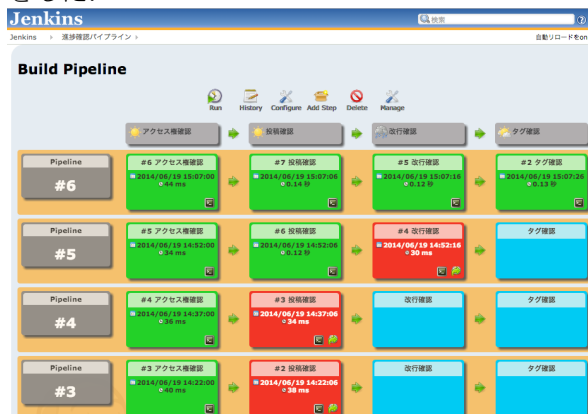 Jenkins
検索
Jenkins
進捗確認パイプライン
自動リロードをon
Build Pipeline
Run History Configure Add Step Delete Manage
アクセス権確認 投稿確認 改行確認 タグ確認
Pipeline #6 アクセス権確認 #7 投稿確認 #5 改行確認 #2 タグ確認
#6
2014/06/19 15:07:00 2014/06/19 15:07:06 2014/06/19 15:07:16 2014/06/19 15:07:26
44 ms 0.14 秒 0.12 秒 0.13 秒
Pipeline #5 アクセス権確認 #6 投稿確認 #4 改行確認 タグ確認
#5
2014/06/19 14:52:00 2014/06/19 14:52:06 2014/06/19 14:52:16
34 ms 0.12 秒 30 ms
Pipeline #4 アクセス権確認 #3 投稿確認 改行確認 タグ確認
#4
2014/06/19 14:37:00 2014/06/19 14:37:06
36 ms 34 ms
Pipeline #3 アクセス権確認 #2 投稿確認 改行確認 タグ確認
#3
2014/06/19 14:22:00 2014/06/19 14:22:06
40 ms 38 ms